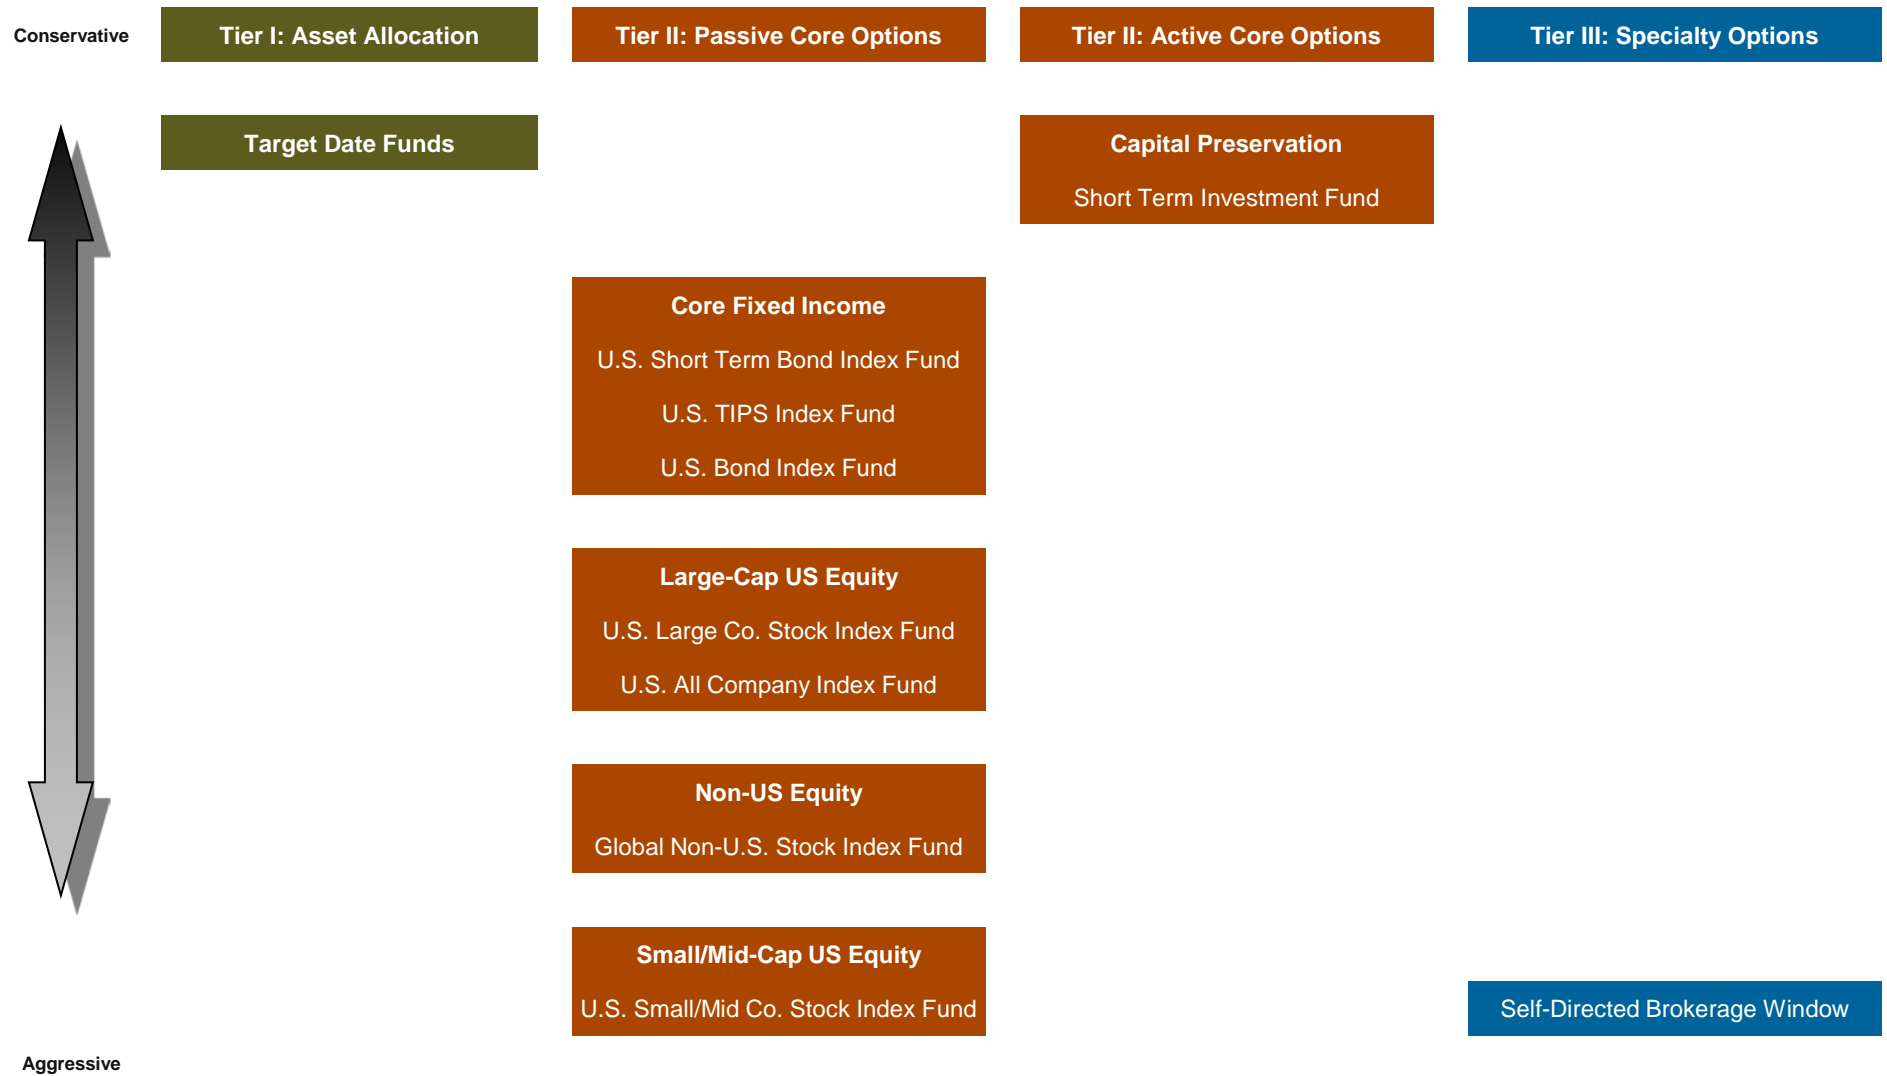 Conservative
Tier I: Asset Allocation
Tier II: Passive Core Options
Tier II: Active Core Options
Tier III: Specialty Options
Target Date Funds
Capital Preservation
Short Term Investment Fund
Core Fixed Income
U.S. Short Term Bond Index Fund
U.S. TIPS Index Fund
U.S. Bond Index Fund
Large-Cap US Equity
U.S. Large Co. Stock Index Fund
U.S. All Company Index Fund
Non-US Equity
Global Non-U.S. Stock Index Fund
Small/Mid-Cap US Equity
U.S. Small/Mid Co. Stock Index Fund
Self-Directed Brokerage Window
Aggressive